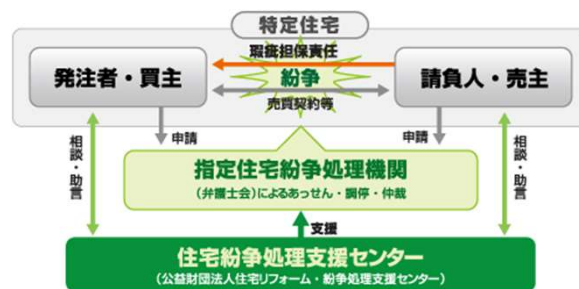 特定住宅
瑕疵担保責任
発注者・買主
紛争
請負人・売主
売買契約等
申請
申請
相談・助言
相談・助言
指定住宅紛争処理機関
(弁護士会)によるあっせん・調停・仲裁
支援
住宅紛争処理支援センター
(公益財団法人住宅リフォーム・紛争処理支援センター)